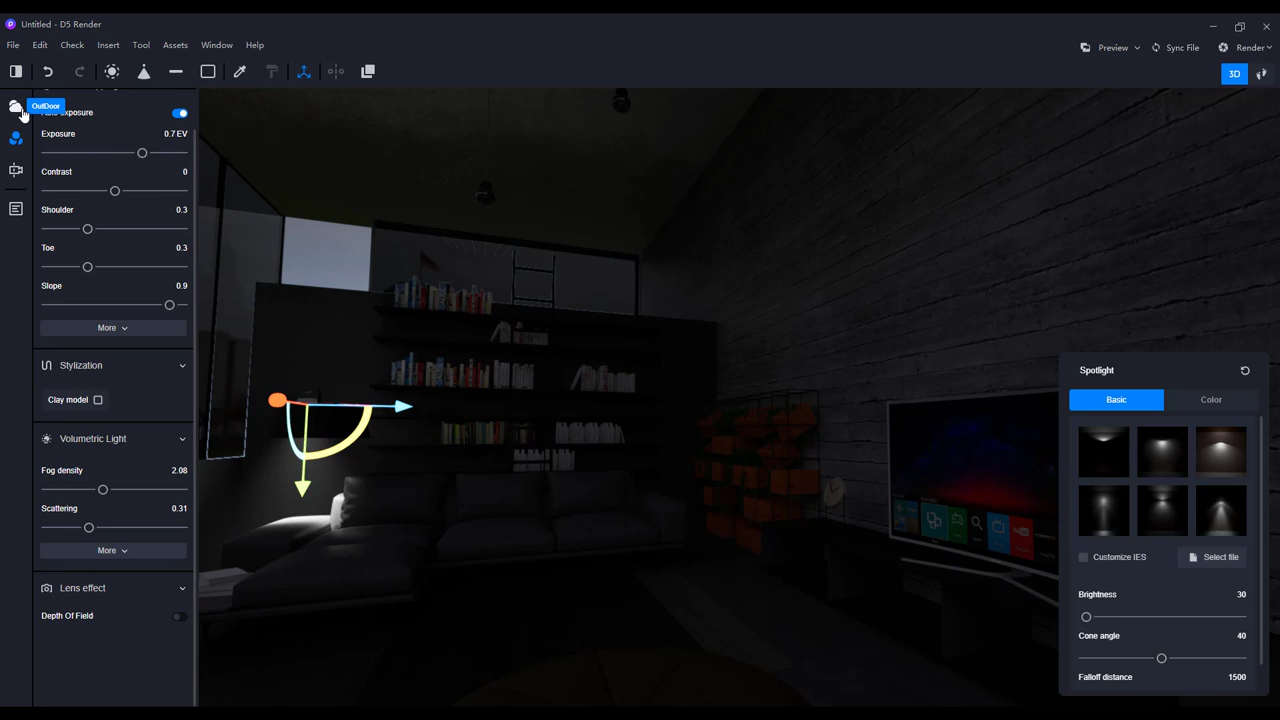 Untitled - D5 Render
File Edit Check Insert Tool Assets Window Help
Preview Sync File Render
3D
OutDoor
exposure
Exposure 0.7 EV
Contrast 0
Shoulder 0.3
Toe 0.3
Slope 0.9
More
Stylization
Clay model
Volumetric Light
Fog density 2.08
Scattering 0.31
More
Lens effect
Depth Of Field
Spotlight
Basic Color
Customize IES Select file
Brightness 30
Cone angle 40
Falloff distance 1500